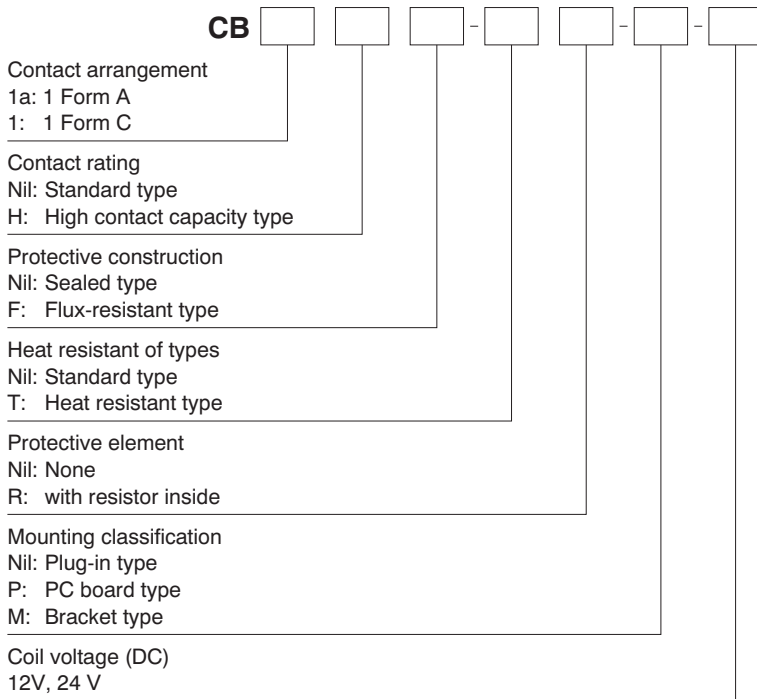 CB - - -
Contact arrangement
1a: 1 Form A
1: 1 Form C
Contact rating
Nil: Standard type
H: High contact capacity type
Protective construction
Nil: Sealed type
F: Flux-resistant type
Heat resistant of types
Nil: Standard type
T: Heat resistant type
Protective element
Nil: None
R: with resistor inside
Mounting classification
Nil: Plug-in type
P: PC board type
M: Bracket type
Coil voltage (DC)
12V, 24 V